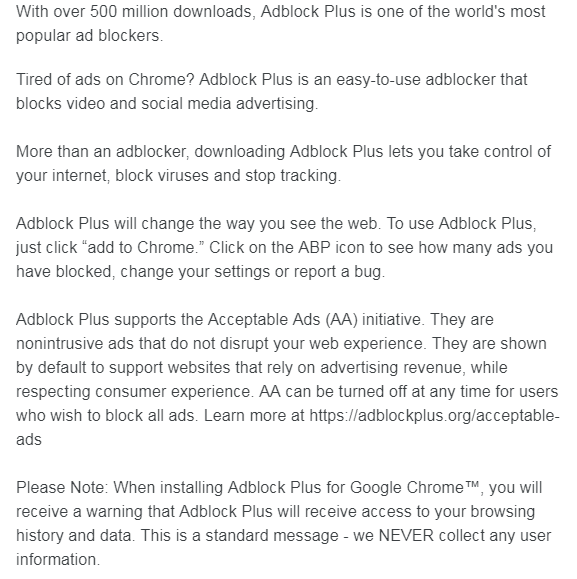 With over 500 million downloads, Adblock Plus is one of the world's most
popular ad blockers.
Tired of ads on Chrome? Adblock Plus is an easy-to-use adblocker that
blocks video and social media advertising.
More than an adblocker, downloading Adblock Plus lets you take control of
your internet, block viruses and stop tracking.
Adblock Plus will change the way you see the web. To use Adblock Plus,
just click “add to Chrome.” Click on the ABP icon to see how many ads you
have blocked, change your settings or report a bug.
Adblock Plus supports the Acceptable Ads (AA) initiative. They are
nonintrusive ads that do not disrupt your web experience. They are shown
by default to support websites that rely on advertising revenue, while
respecting consumer experience. AA can be turned off at any time for users
who wish to block all ads. Learn more at https://adblockplus.org/acceptable-
ads
Please Note: When installing Adblock Plus for Google Chrome™, you will
receive a warning that Adblock Plus will receive access to your browsing
history and data. This is a standard message - we NEVER collect any user
information.